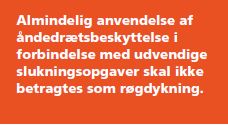 Almindelig anvendelse af
åndedrætsbeskyttelse i
forbindelse med udvendige
slukningsopgaver skal ikke
betragtes som røgdykning.